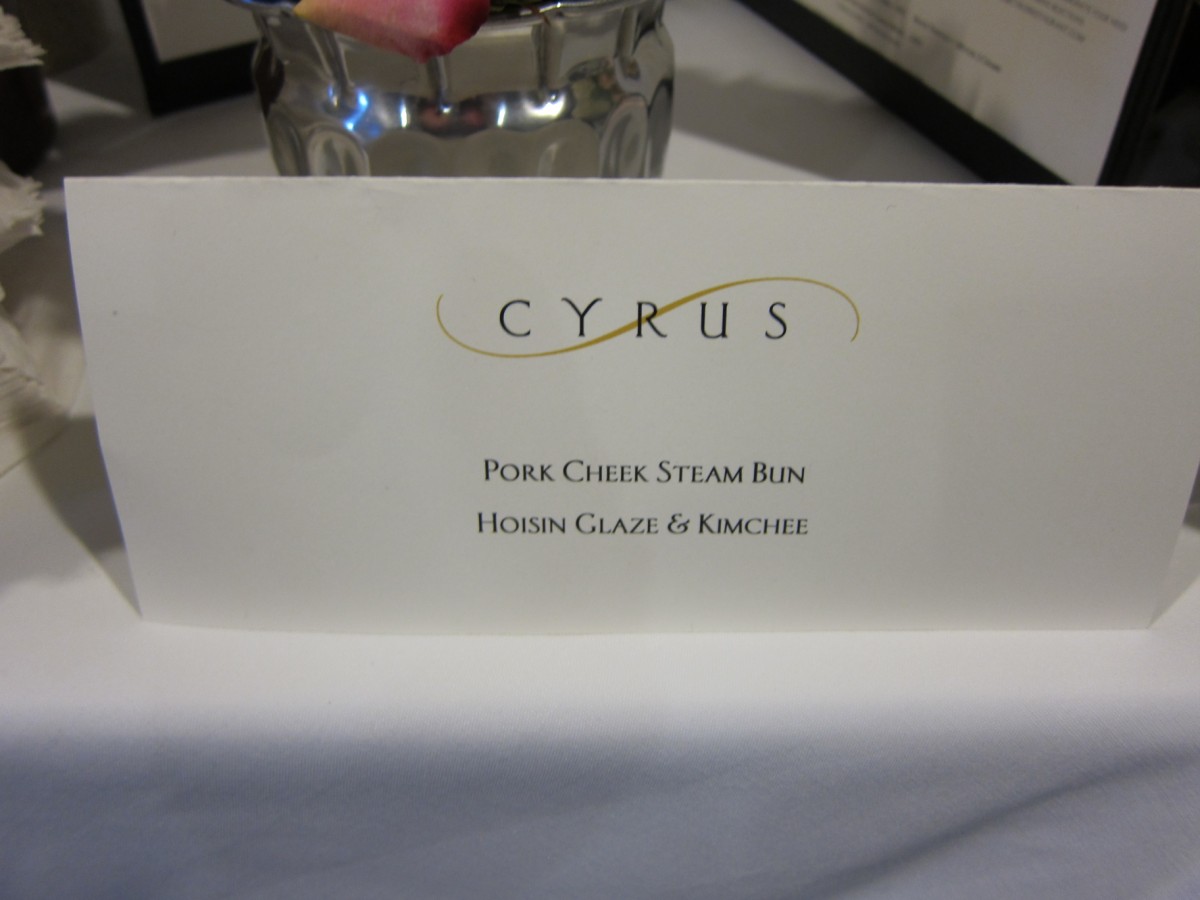 CYRUS
PORK CHEEK STEAM BUN
HOISIN GLAZE & KIMCHEE